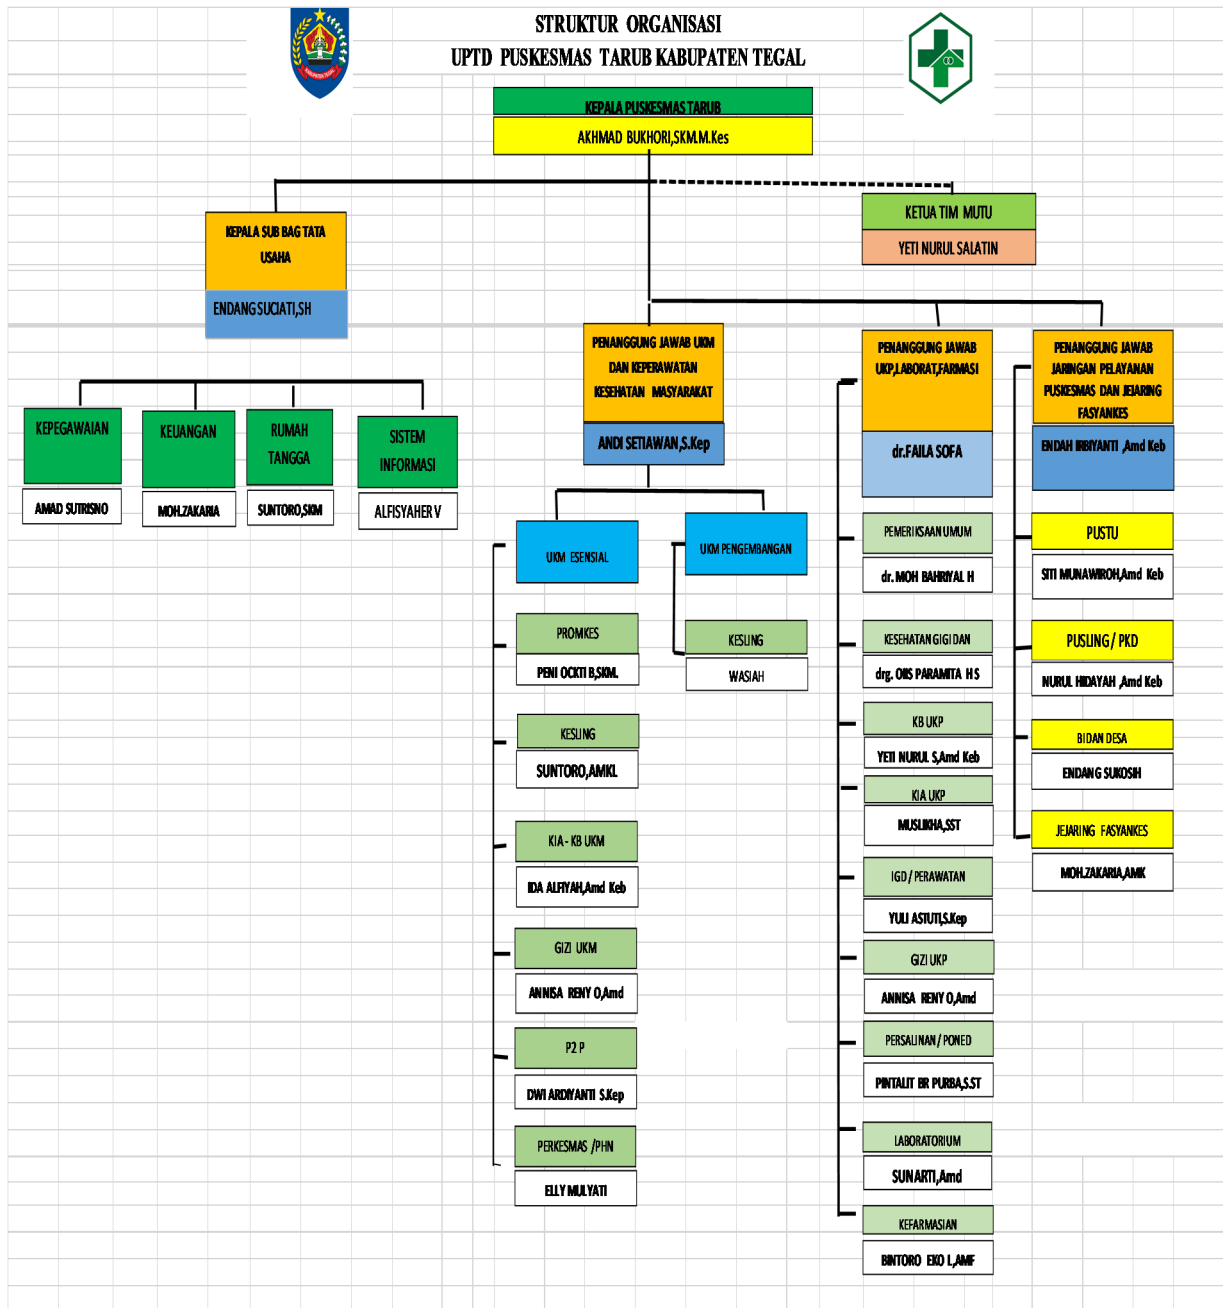 STRUKTUR ORGANISASI
UPTD PUSKESMAS TARUB KABUPATEN TEGAL
KABUPATEN TEGAL
KEPALA PUSKESMAS TARUB
AKHMAD BUKHORI,SKM.M.Kes
KETUA TIM MUTU
YETI NURUL SALATIN
KEPALA SUB BAG TATA
USAHA
ENDANG SUCIATI,SH
KEPEGAWAIAN
AMAD SUTRISNO
KEUANGAN
MOH.ZAKARIA
RUMAH
TANGGA
SUNTORO,SKM
SISTEM
INFORMASI
ALFISYAHER V
PENANGGUNG JAWAB UKM
DAN KEPERAWATAN
KESEHATAN MASYARAKAT
ANDI SETIAWAN,S.Kep
UKM ESENSIAL
PROMKES
PENI OCKTI B,SKM.
KESLING
SUNTORO,AMKL
KIA - KB UKM
IDA ALFIYAH,Amd Keb
GIZI UKM
ANNISA RENY O,Amd
P2 P
DWI ARDIYANTI S.Kep
PERKESMAS /PHN
ELLY MULYATI
UKM PENGEMBANGAN
KESLING
WASIAH
PENANGGUNG JAWAB
UKP,LABORAT,FARMASI
dr.FAILA SOFA
PEMERIKSAAN UMUM
dr. MOH BAHRIYAL H
KESEHATAN GIGI DAN
drg. OIIS PARAMITA H S
KB UKP
YETI NURUL S,Amd Keb
KIA UKP
MUSLIKHA,SST
IGD / PERAWATAN
YULI ASTUTI,S.Kep
GIZI UKP
ANNISA RENY O,Amd
PERSALINAN / PONED
PINTALIT BR PURBA,S.ST
LABORATORIUM
SUNARTI,Amd
KEFARMASIAN
BINTORO EKO L,AMF
PENANGGUNG JAWAB
JARINGAN PELAYANAN
PUSKESMAS DAN JEJARING
FASYANKES
ENDAH IRBIYANTI ,Amd Keb
PUSTU
SITI MUNAWIROH,Amd Keb
PUSLING / PKD
NURUL HIDAYAH ,Amd Keb
BIDAN DESA
ENDANG SUKOSIH
JEJARING FASYANKES
MOH.ZAKARIA,AMK